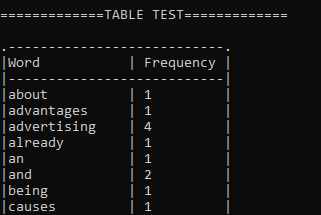 =============TABLE TEST=============
.---------------------------.
|Word           | Frequency |
|---------------------------|
|about          | 1         |
|advantages     | 1         |
|advertising    | 4         |
|already        | 1         |
|an             | 1         |
|and            | 2         |
|being          | 1         |
|causes         | 1         |